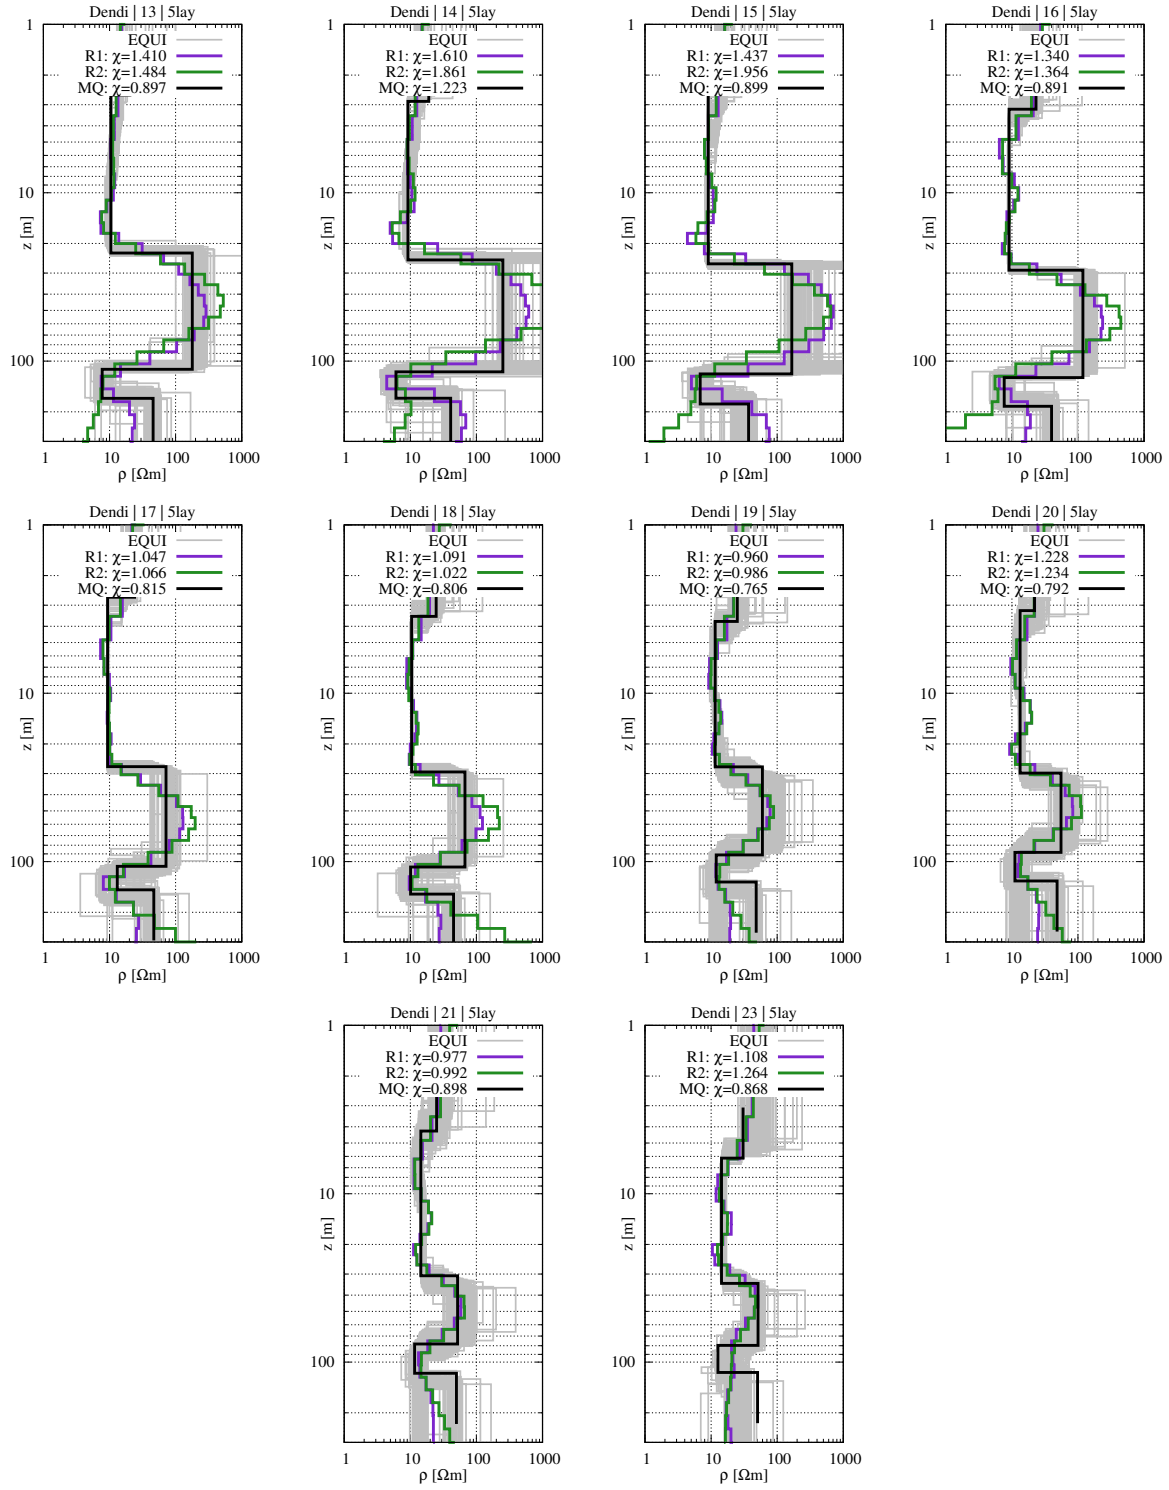 Dendi | 13 | 5lay
1
10
100
z [m]
EQUI
R1: χ=1.410
R2: χ=1.484
MQ: χ=0.897
1 10 100 1000
ρ [Ωm]
Dendi | 14 | 5lay
1
10
100
z [m]
EQUI
R1: χ=1.610
R2: χ=1.861
MQ: χ=1.223
1 10 100 1000
ρ [Ωm]
Dendi | 15 | 5lay
1
10
100
z [m]
EQUI
R1: χ=1.437
R2: χ=1.956
MQ: χ=0.899
1 10 100 1000
ρ [Ωm]
Dendi | 16 | 5lay
1
10
100
z [m]
EQUI
R1: χ=1.340
R2: χ=1.364
MQ: χ=0.891
1 10 100 1000
ρ [Ωm]
Dendi | 17 | 5lay
1
10
100
z [m]
EQUI
R1: χ=1.047
R2: χ=1.066
MQ: χ=0.815
1 10 100 1000
ρ [Ωm]
Dendi | 18 | 5lay
1
10
100
z [m]
EQUI
R1: χ=1.091
R2: χ=1.022
MQ: χ=0.806
1 10 100 1000
ρ [Ωm]
Dendi | 19 | 5lay
1
10
100
z [m]
EQUI
R1: χ=0.960
R2: χ=0.986
MQ: χ=0.765
1 10 100 1000
ρ [Ωm]
Dendi | 20 | 5lay
1
10
100
z [m]
EQUI
R1: χ=1.228
R2: χ=1.234
MQ: χ=0.792
1 10 100 1000
ρ [Ωm]
Dendi | 21 | 5lay
1
10
100
z [m]
EQUI
R1: χ=0.977
R2: χ=0.992
MQ: χ=0.898
1 10 100 1000
ρ [Ωm]
Dendi | 23 | 5lay
1
10
100
z [m]
EQUI
R1: χ=1.108
R2: χ=1.264
MQ: χ=0.868
1 10 100 1000
ρ [Ωm]